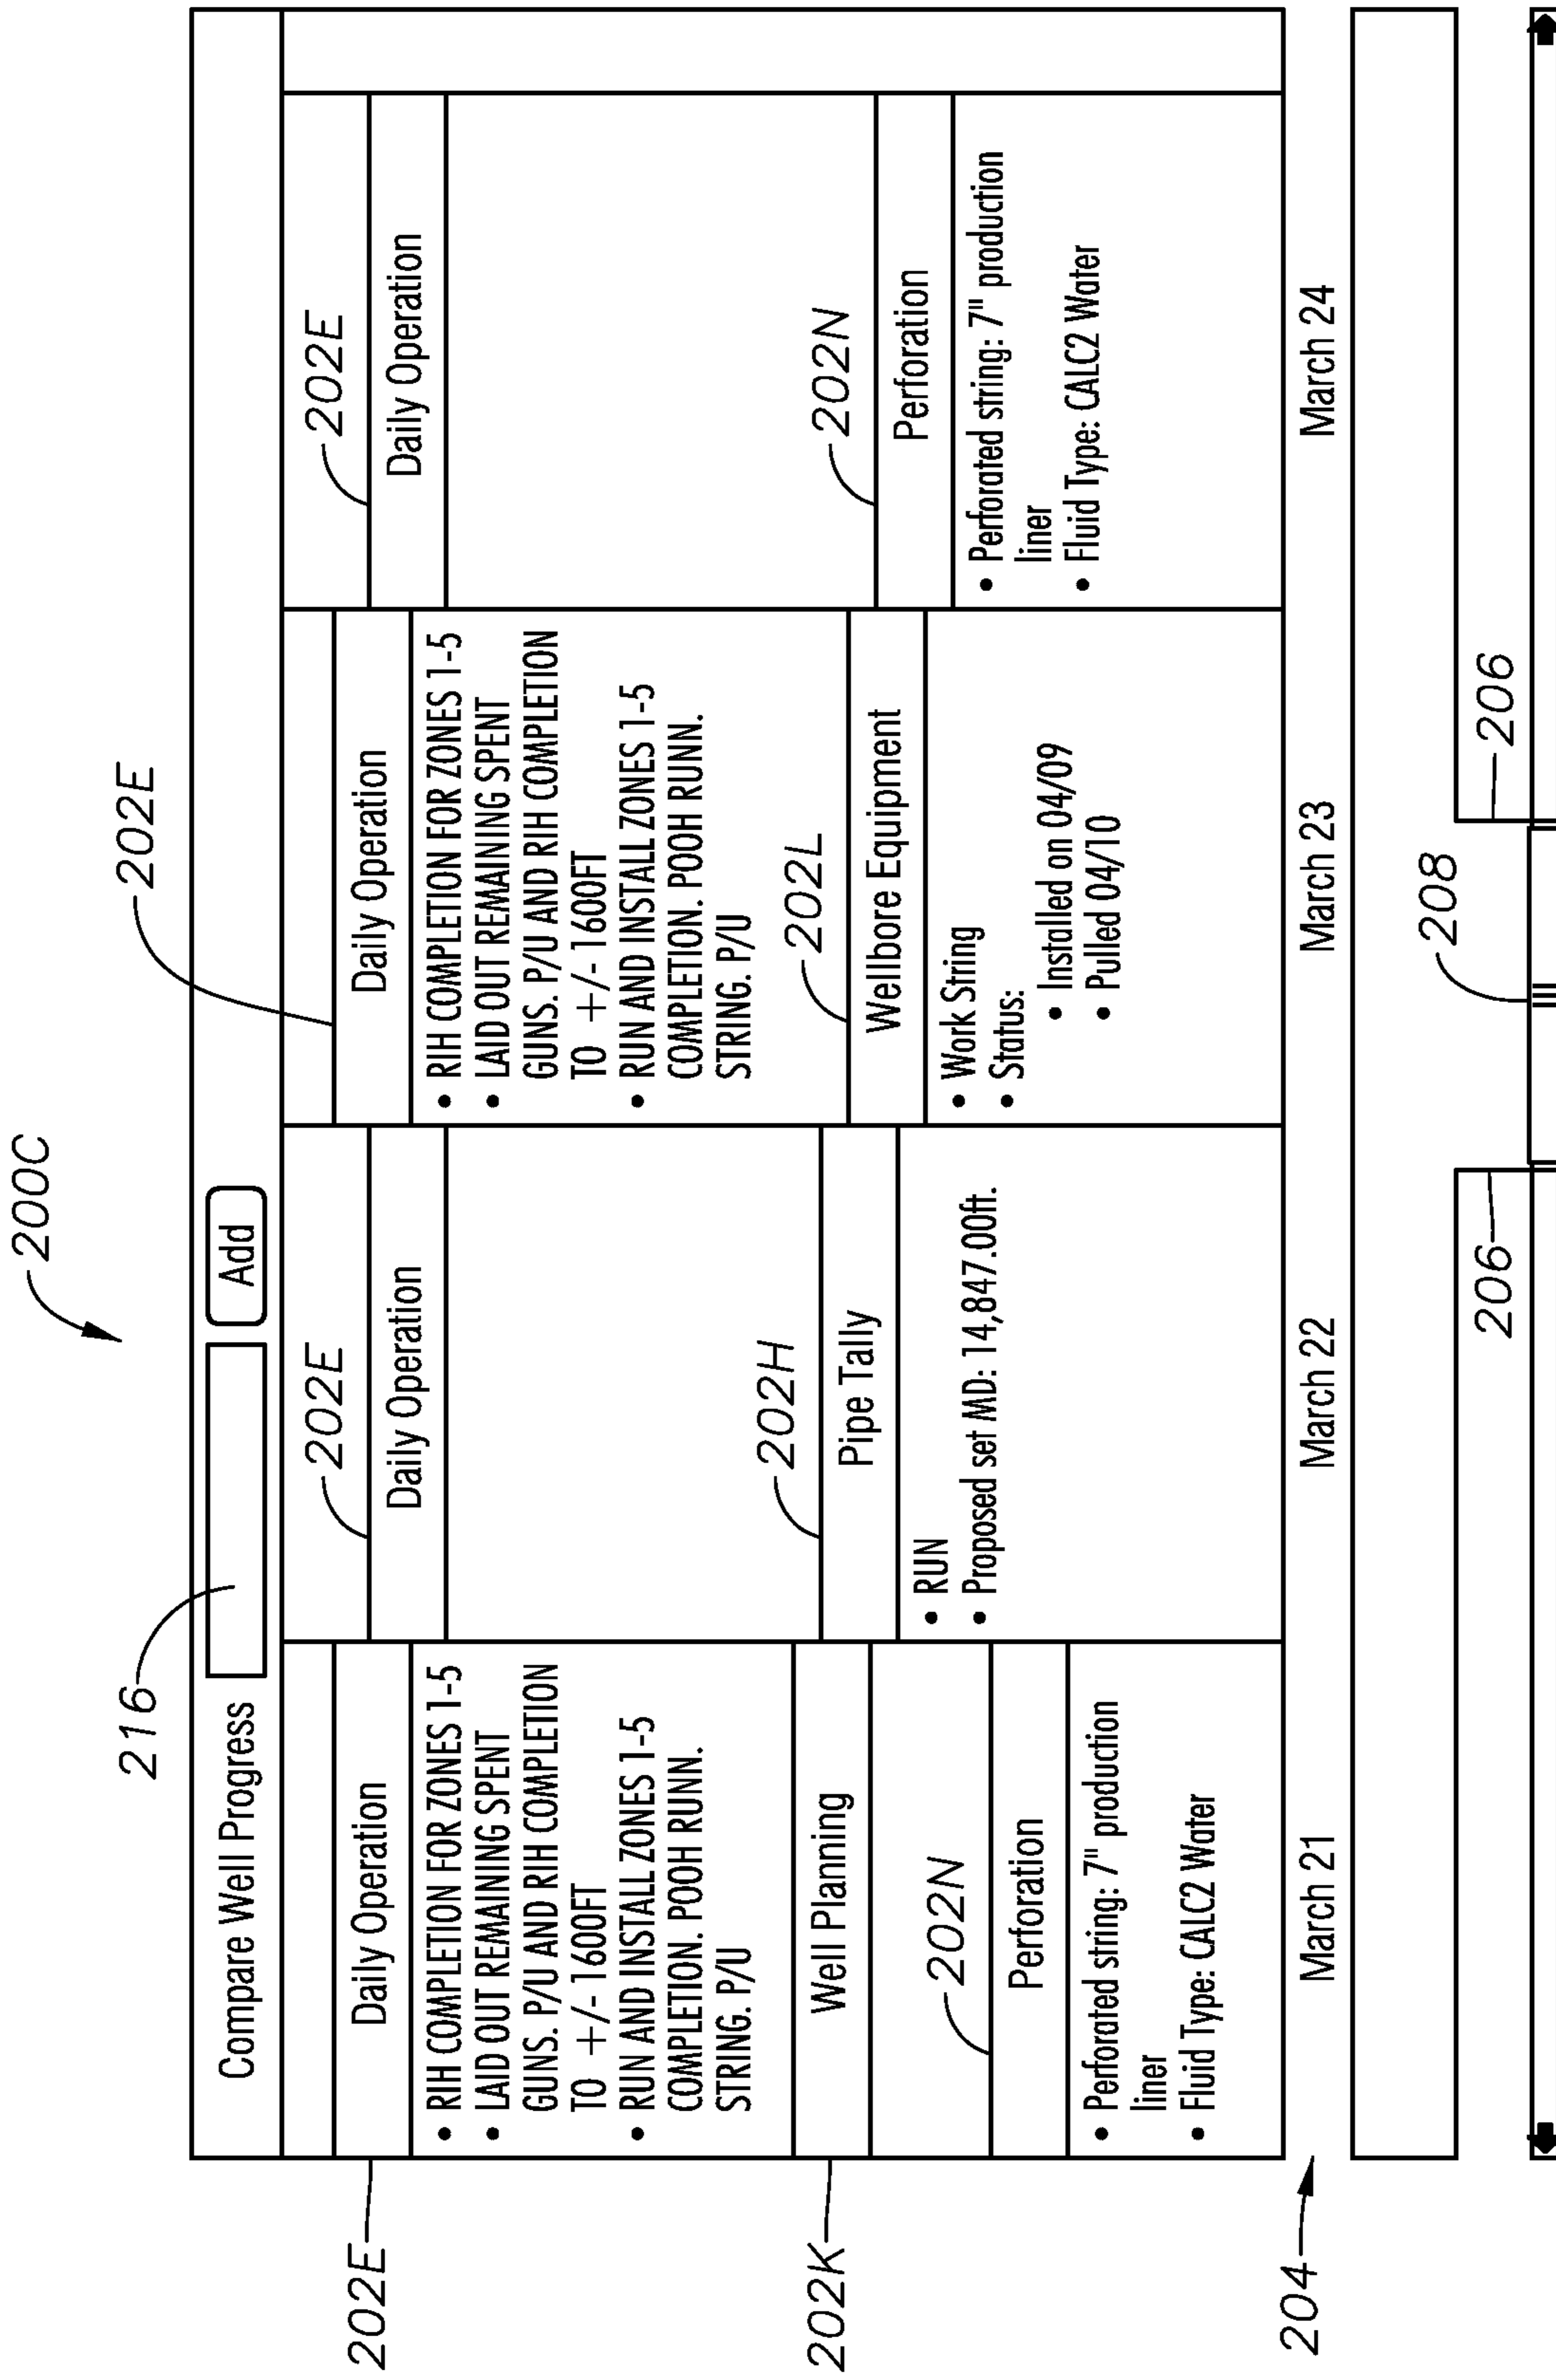 200C
216
202E
Compare Well Progress
Add
202E
Daily Operation
• RIH COMPLETION FOR ZONES 1-5
• LAID OUT REMAINING SPENT
GUNS. P/U AND RIH COMPLETION
TO +/-1600FT
• RUN AND INSTALL ZONES 1-5
COMPLETION. POOH RUNN.
STRING. P/U
202K
Well Planning
202N
Perforation
• Perforated string: 7" production
liner
• Fluid Type: CALC2 Water
202E
Daily Operation
202H
Pipe Tally
• RUN
• Proposed set MD: 14,847.00ft.
Daily Operation
• RIH COMPLETION FOR ZONES 1-5
• LAID OUT REMAINING SPENT
GUNS. P/U AND RIH COMPLETION
TO +/-1600FT
• RUN AND INSTALL ZONES 1-5
COMPLETION. POOH RUNN.
STRING. P/U
202L
Wellbore Equipment
• Work String
• Status:
• Installed on 04/09
• Pulled 04/10
202E
Daily Operation
202N
Perforation
• Perforated string: 7" production
liner
• Fluid Type: CALC2 Water
204
March 21
March 22
March 23
March 24
206
208
206